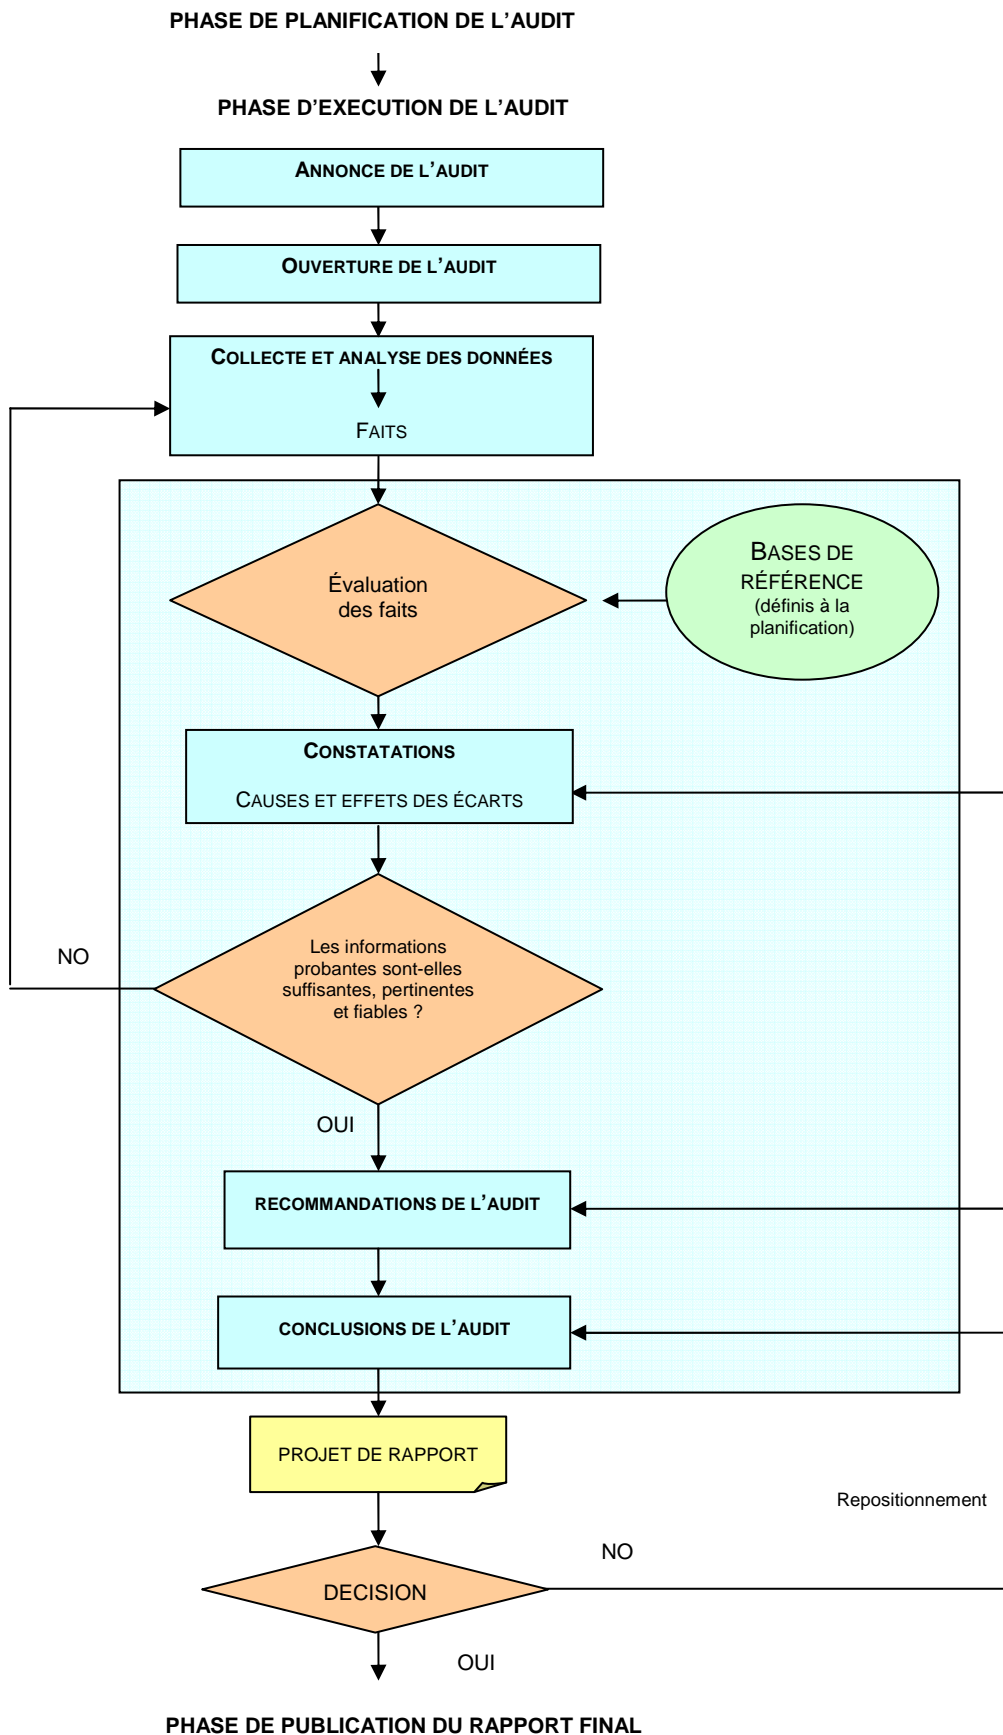 PHASE DE PLANIFICATION DE L'AUDIT
PHASE D'EXECUTION DE L'AUDIT
ANNONCE DE L'AUDIT
OUVERTURE DE L'AUDIT
COLLECTE ET ANALYSE DES DONNÉES
FAITS
Évaluation
des faits
BASES DE
RÉFÉRENCE
(définis à la
planification)
CONSTATATIONS
CAUSES ET EFFETS DES ÉCARTS
NO
Les informations
probantes sont-elles
suffisantes, pertinentes
et fiables ?
OUI
RECOMMANDATIONS DE L'AUDIT
CONCLUSIONS DE L'AUDIT
PROJET DE RAPPORT
Repositionnement
NO
DECISION
OUI
PHASE DE PUBLICATION DU RAPPORT FINAL